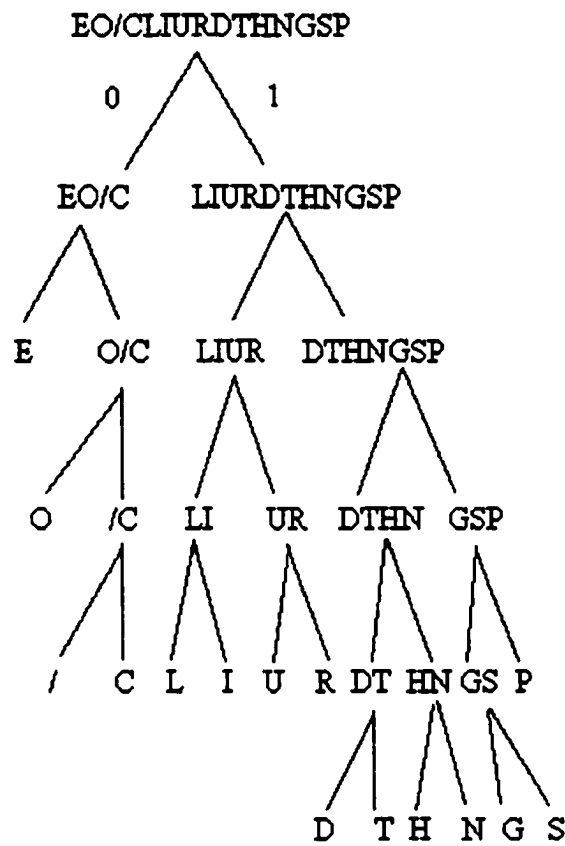 EO/CLIURDTHNGSP
0 1
EO/C LIURDTHNGSP
E O/C LIUR DTHNGSP
O /C LI UR DTHN GSP
/ C L I U R DT HN GS P
D T H N G S